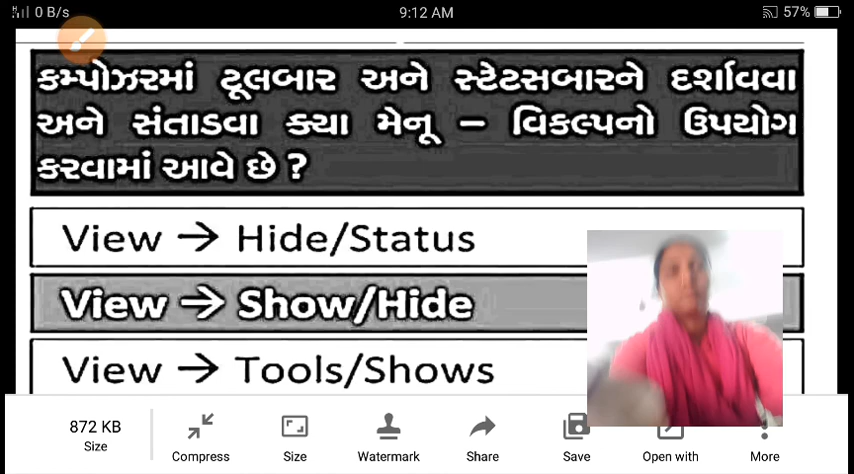 0 B/s 9:12 AM 57%
કમ્પોઝરમાં ટૂલબાર અને સ્ટેટસબારને દર્શાવવા
અને સંતાડવા ક્યા મેનૂ – વિકલ્પનો ઉપયોગ
કરવામાં આવે છે ?
View → Hide/Status
View → Show/Hide
View → Tools/Shows
872 KB
Size
Compress Size Watermark Share Save Open with More